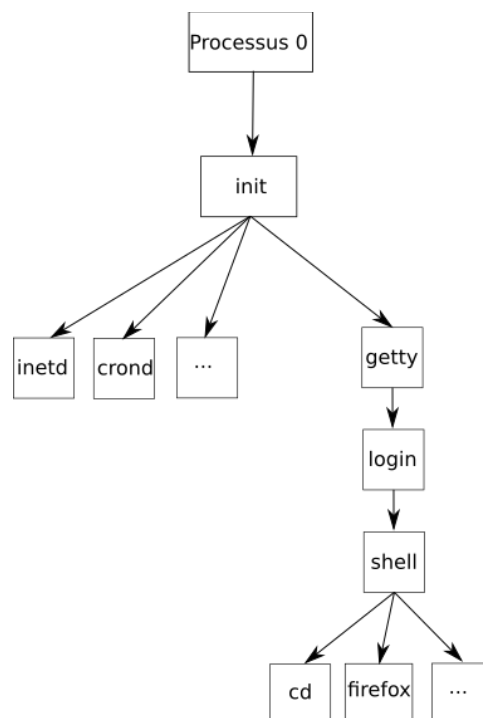 Processus 0
init
inetd
crond
...
getty
login
shell
cd
firefox
...